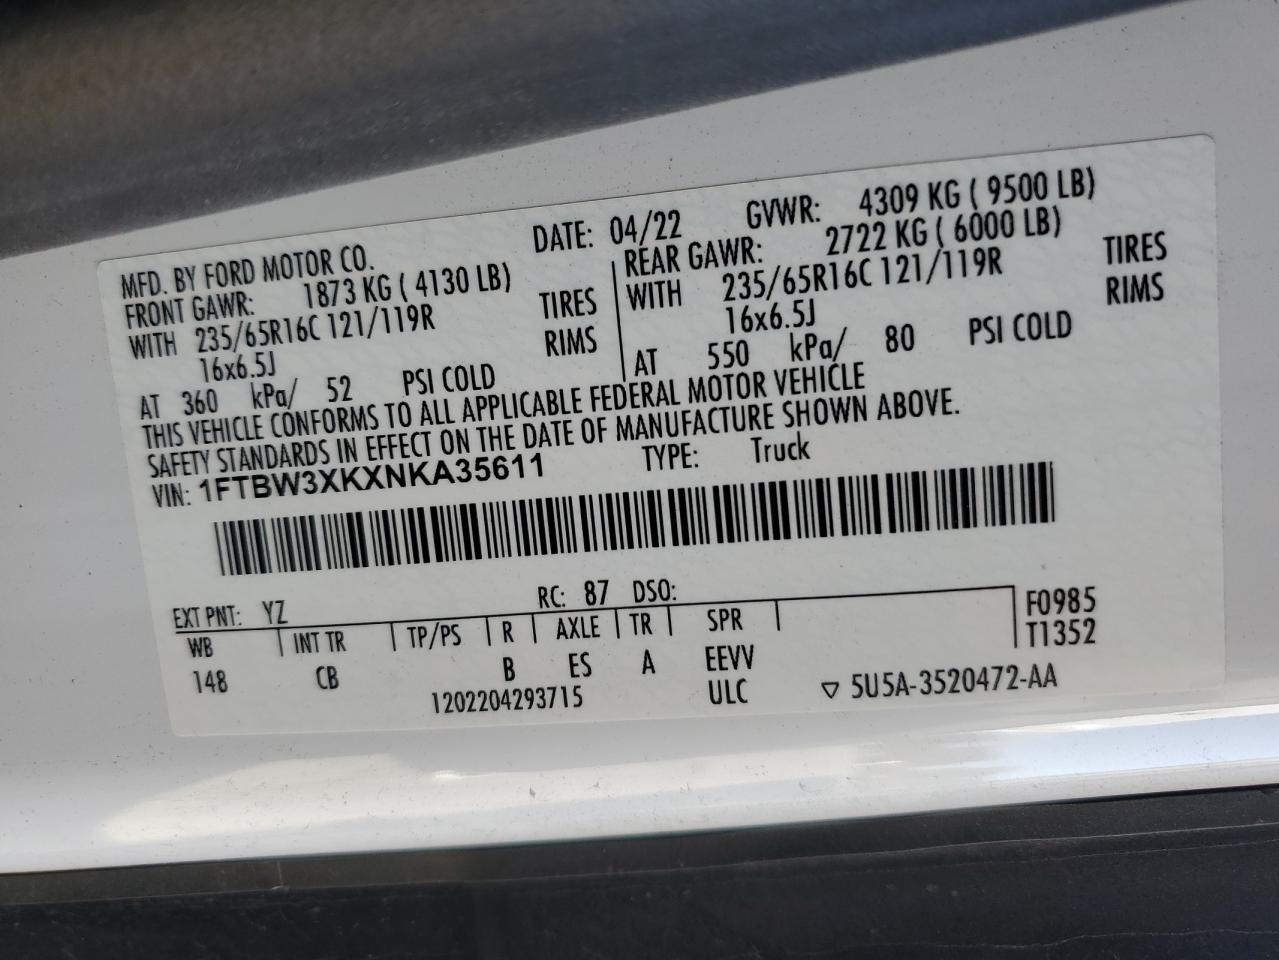 MFD. BY FORD MOTOR CO. DATE: 04/22 GVWR: 4309 KG ( 9500 LB)
FRONT GAWR: 1873 KG ( 4130 LB) REAR GAWR: 2722 KG ( 6000 LB)
WITH 235/65R16C 121/119R TIRES WITH 235/65R16C 121/119R TIRES
16x6.5J RIMS 16x6.5J RIMS
AT 360 kPa/ 52 PSI COLD AT 550 kPa/ 80 PSI COLD
THIS VEHICLE CONFORMS TO ALL APPLICABLE FEDERAL MOTOR VEHICLE
SAFETY STANDARDS IN EFFECT ON THE DATE OF MANUFACTURE SHOWN ABOVE.
VIN: 1FTBW3XKXNKA35611 TYPE: Truck
EXT PNT: YZ RC: 87 DSO:
WB INT TR TP/PS R AXLE TR SPR F0985
T1352
148 CB B ES A EEVV
1202204293715 ULC ▽ 5U5A-3520472-AA